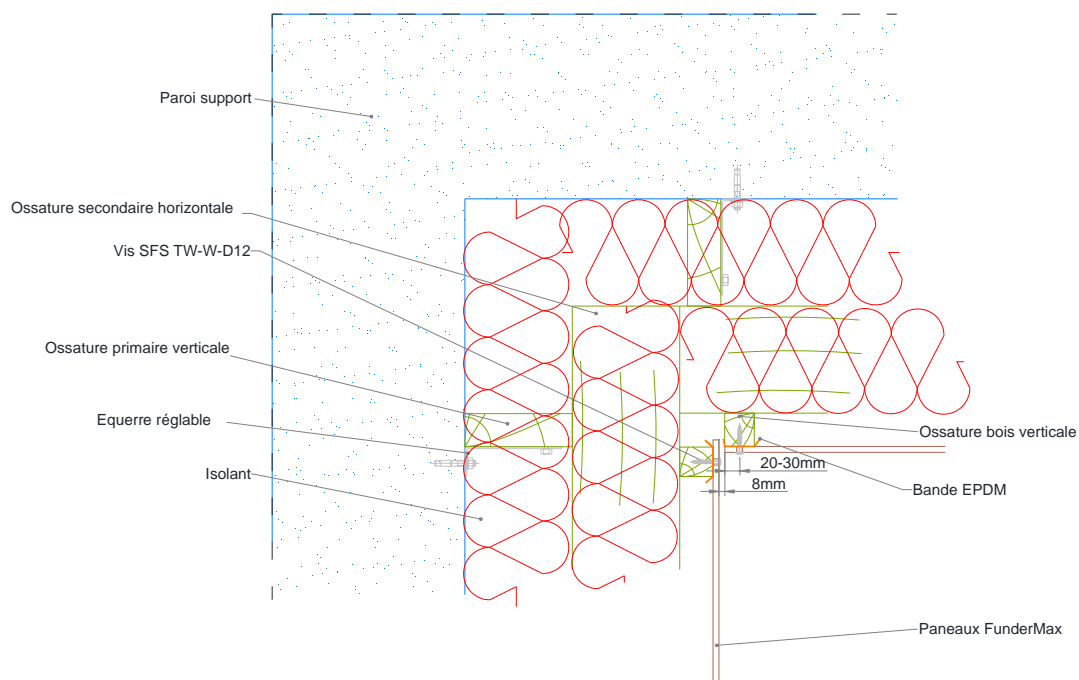 Paroi support
Ossature secondaire horizontale
Vis SFS TW-W-D12
Ossature primaire verticale
Equerre réglable
Isolant
Ossature bois verticale
20-30mm
8mm
Bande EPDM
Paneaux FunderMax